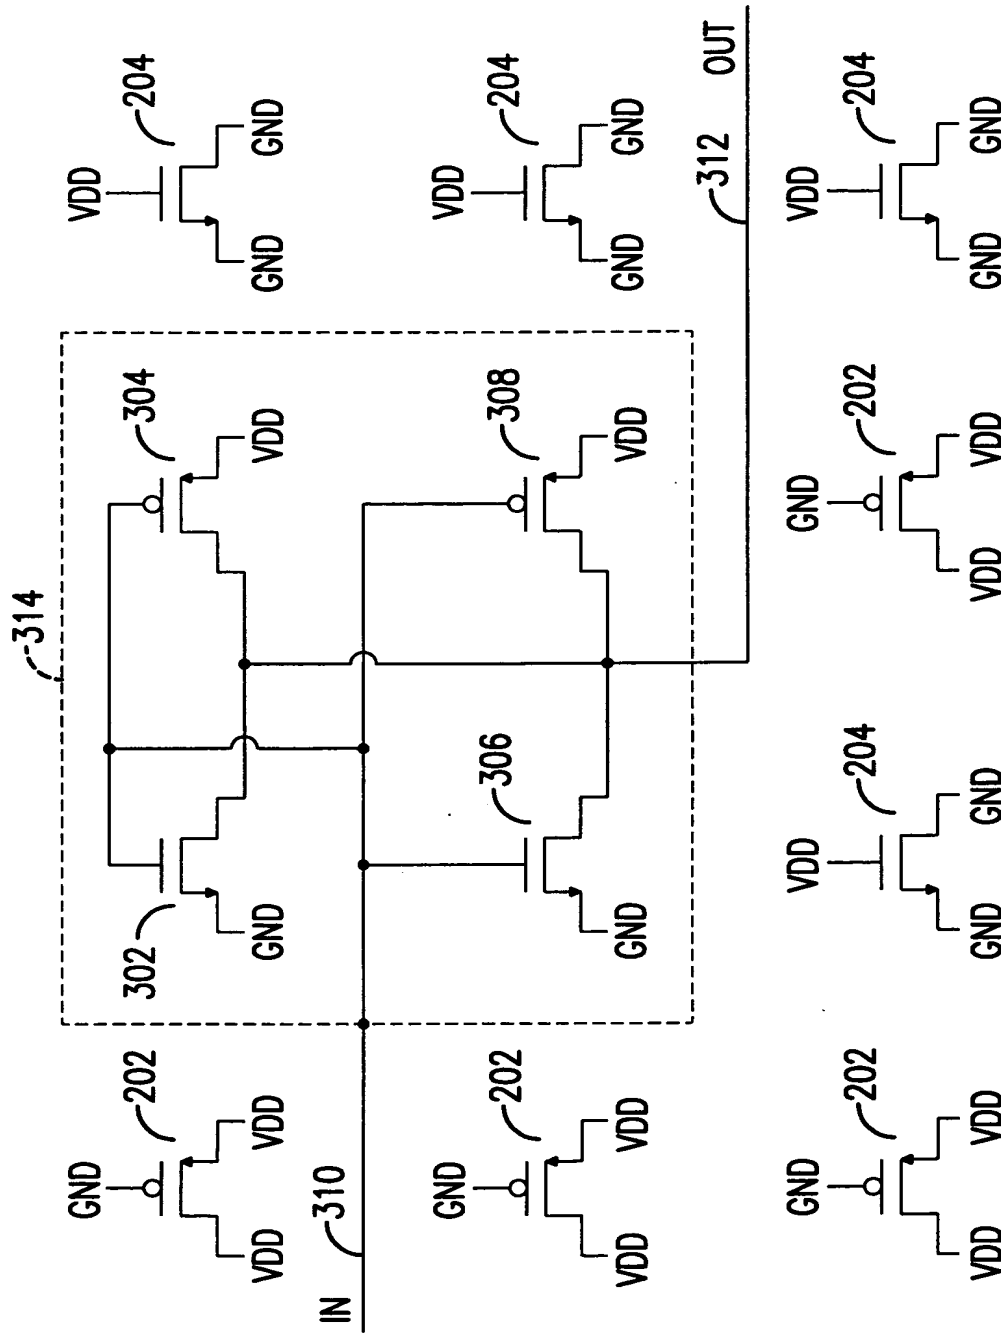 314
GND VDD
202 302 304 204
VDD VDD GND VDD GND GND
IN 310
GND VDD
202 306 308 204
VDD VDD GND VDD GND GND
312 OUT
GND VDD GND VDD
202 204 202 204
VDD VDD GND GND VDD VDD GND GND